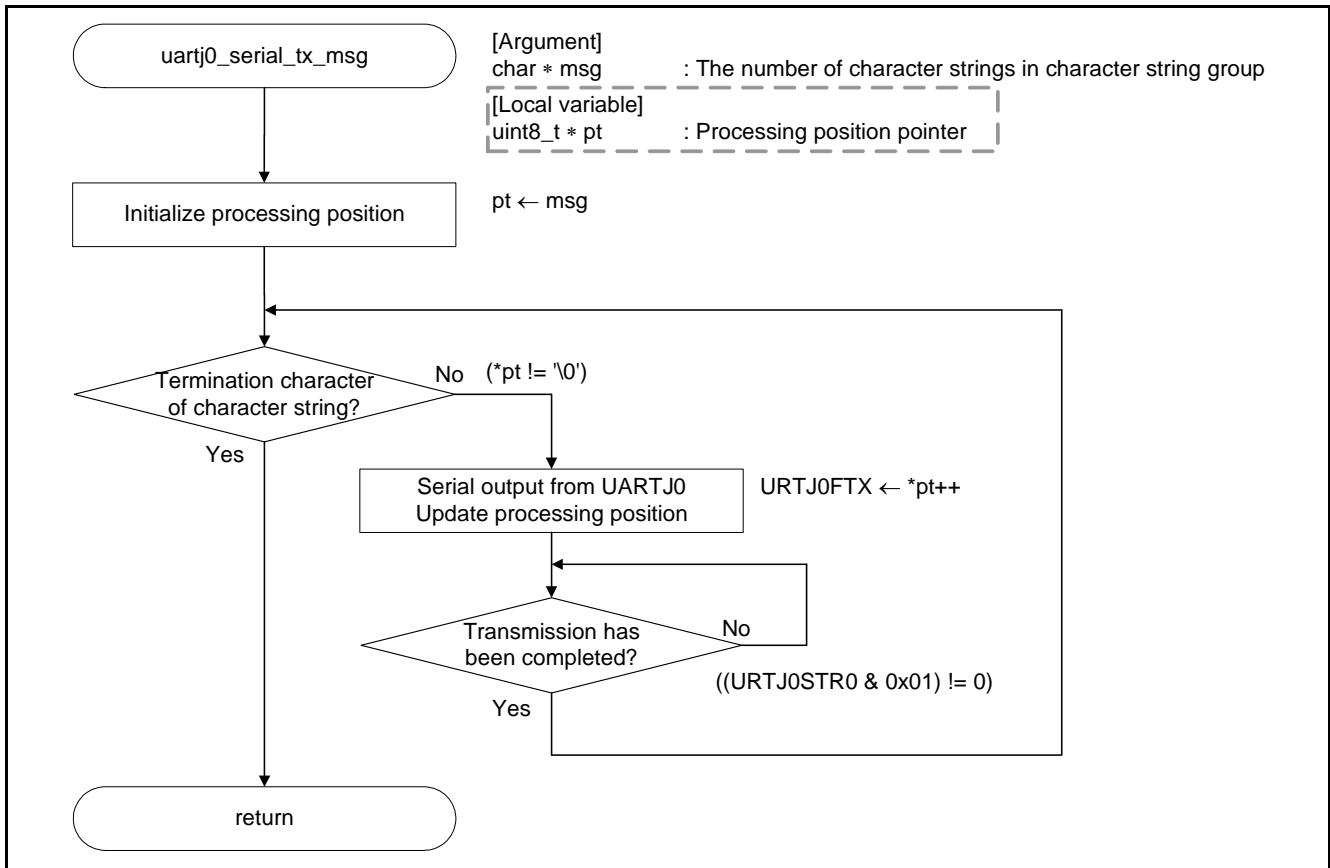 uartj0_serial_tx_msg
[Argument]
char * msg : The number of character strings in character string group
[Local variable]
uint8_t * pt : Processing position pointer
Initialize processing position
pt ← msg
Termination character
of character string?
No
(*pt != '\0')
Yes
Serial output from UARTJ0
Update processing position
URTJ0FTX ← *pt++
Transmission has
been completed?
No
((URTJ0STR0 & 0x01) != 0)
Yes
return